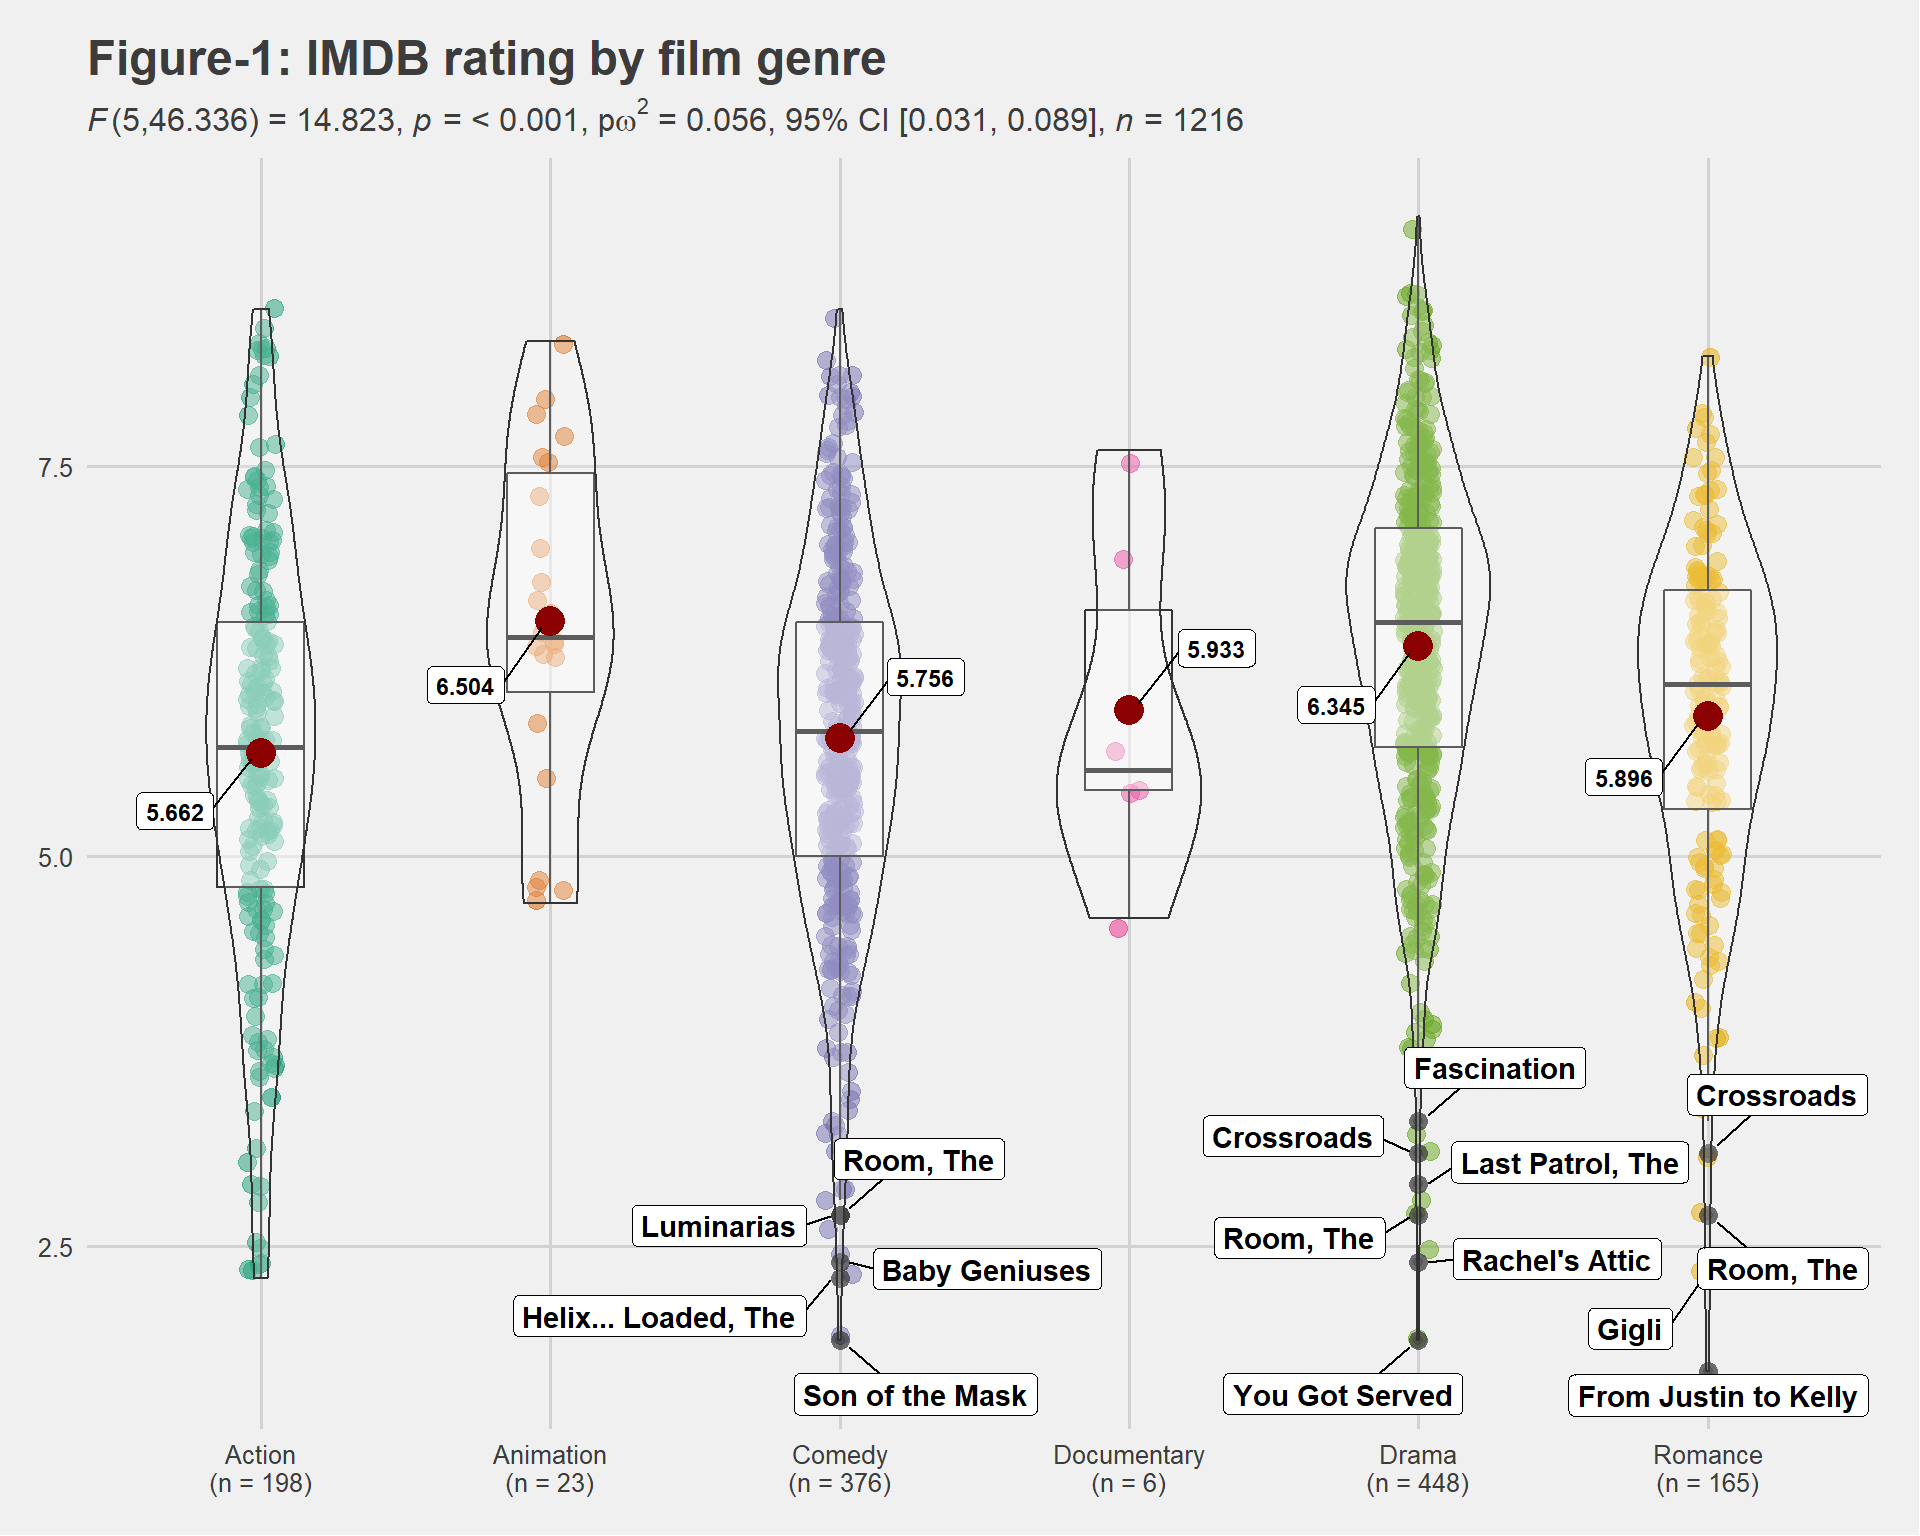 Figure-1: IMDB rating by film genre
F(5,46.336) = 14.823, p = < 0.001, pω² = 0.056, 95% CI [0.031, 0.089], n = 1216
7.5
5.0
2.5
5.662
6.504
5.756
5.933
6.345
5.896
Fascination
Crossroads
Crossroads
Room, The
Last Patrol, The
Luminarias
Room, The
Rachel's Attic
Baby Geniuses
Room, The
Helix... Loaded, The
Gigli
Son of the Mask
You Got Served
From Justin to Kelly
Action
(n = 198)
Animation
(n = 23)
Comedy
(n = 376)
Documentary
(n = 6)
Drama
(n = 448)
Romance
(n = 165)